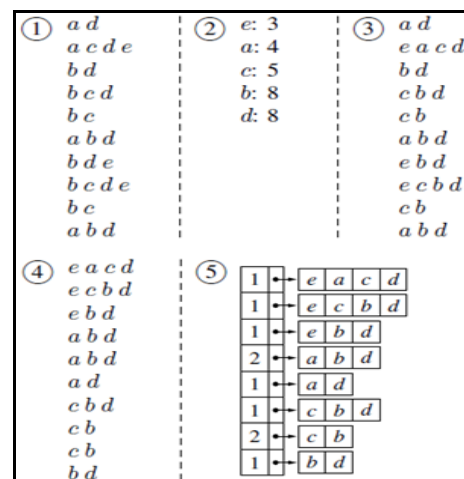 ① a d
a c d e
b d
b c d
b c
a b d
b d e
b c d e
b c
a b d
② e: 3
a: 4
c: 5
b: 8
d: 8
③ a d
e a c d
b d
c b d
c b
a b d
e b d
e c b d
c b
a b d
④ e a c d
e c b d
e b d
a b d
a b d
a d
c b d
c b
c b
b d
⑤ 1 e a c d
1 e c b d
1 e b d
2 a b d
1 a d
1 c b d
2 c b
1 b d